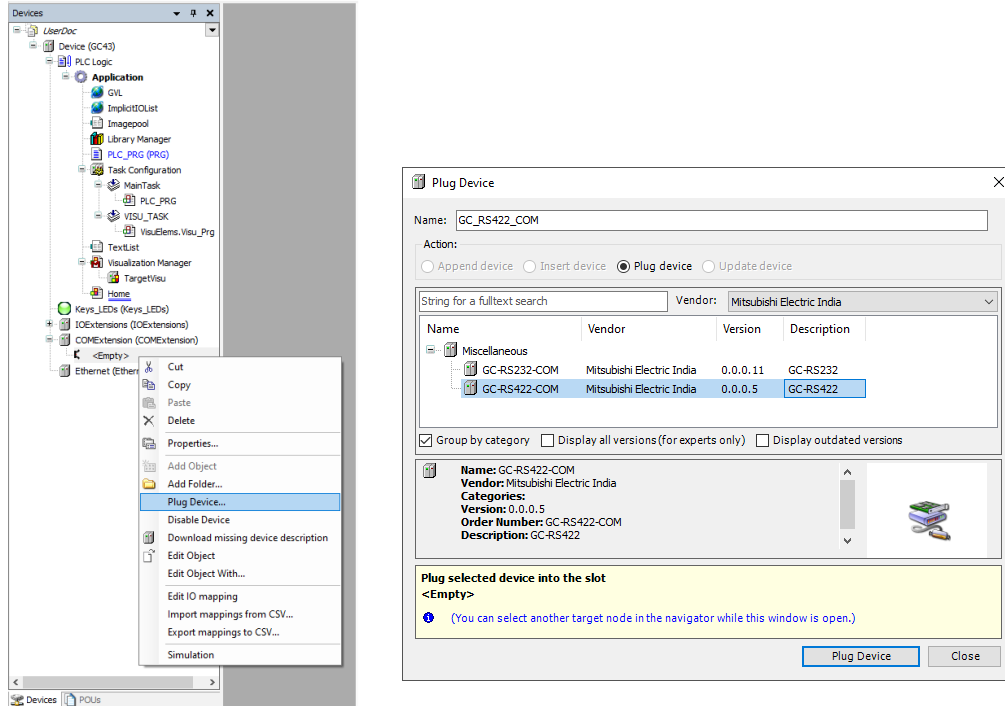 Devices
UserDoc
Device (GC43)
PLC Logic
Application
GVL
ImplicitIOList
Imagepool
Library Manager
PLC_PRG (PRG)
Task Configuration
MainTask
PLC_PRG
VISU_TASK
VisuElems.Visu_Prg
TextList
Visualization Manager
TargetVisu
Home
Keys_LEDs (Keys_LEDs)
IOExtensions (IOExtensions)
COMExtension (COMExtension)
<Empty>
Ethernet (Ethern
Cut
Copy
Paste
Delete
Properties...
Add Object
Add Folder...
Plug Device...
Disable Device
Download missing device description
Edit Object
Edit Object With...
Edit IO mapping
Import mappings from CSV...
Export mappings to CSV...
Simulation
Devices POUs
Plug Device
Name: GC_RS422_COM
Action:
Append device Insert device Plug device Update device
String for a fulltext search Vendor: Mitsubishi Electric India
Name Vendor Version Description
Miscellaneous
GC-RS232-COM Mitsubishi Electric India 0.0.0.11 GC-RS232
GC-RS422-COM Mitsubishi Electric India 0.0.0.5 GC-RS422
Group by category Display all versions (for experts only) Display outdated versions
Name: GC-RS422-COM
Vendor: Mitsubishi Electric India
Categories:
Version: 0.0.0.5
Order Number: GC-RS422-COM
Description: GC-RS422
Plug selected device into the slot
<Empty>
(You can select another target node in the navigator while this window is open.)
Plug Device Close